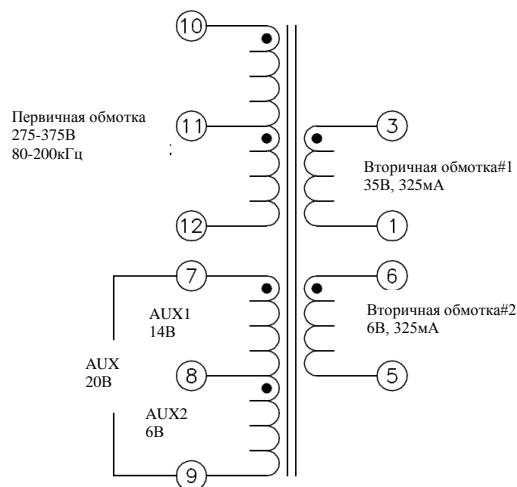 10
Первичная обмотка
275-375В
80-200кГц
:
11
3
Вторичная обмотка#1
35В, 325мА
12
1
7
6
AUX1
14В
Вторичная обмотка#2
6В, 325мА
AUX
20В
8
5
AUX2
6В
9